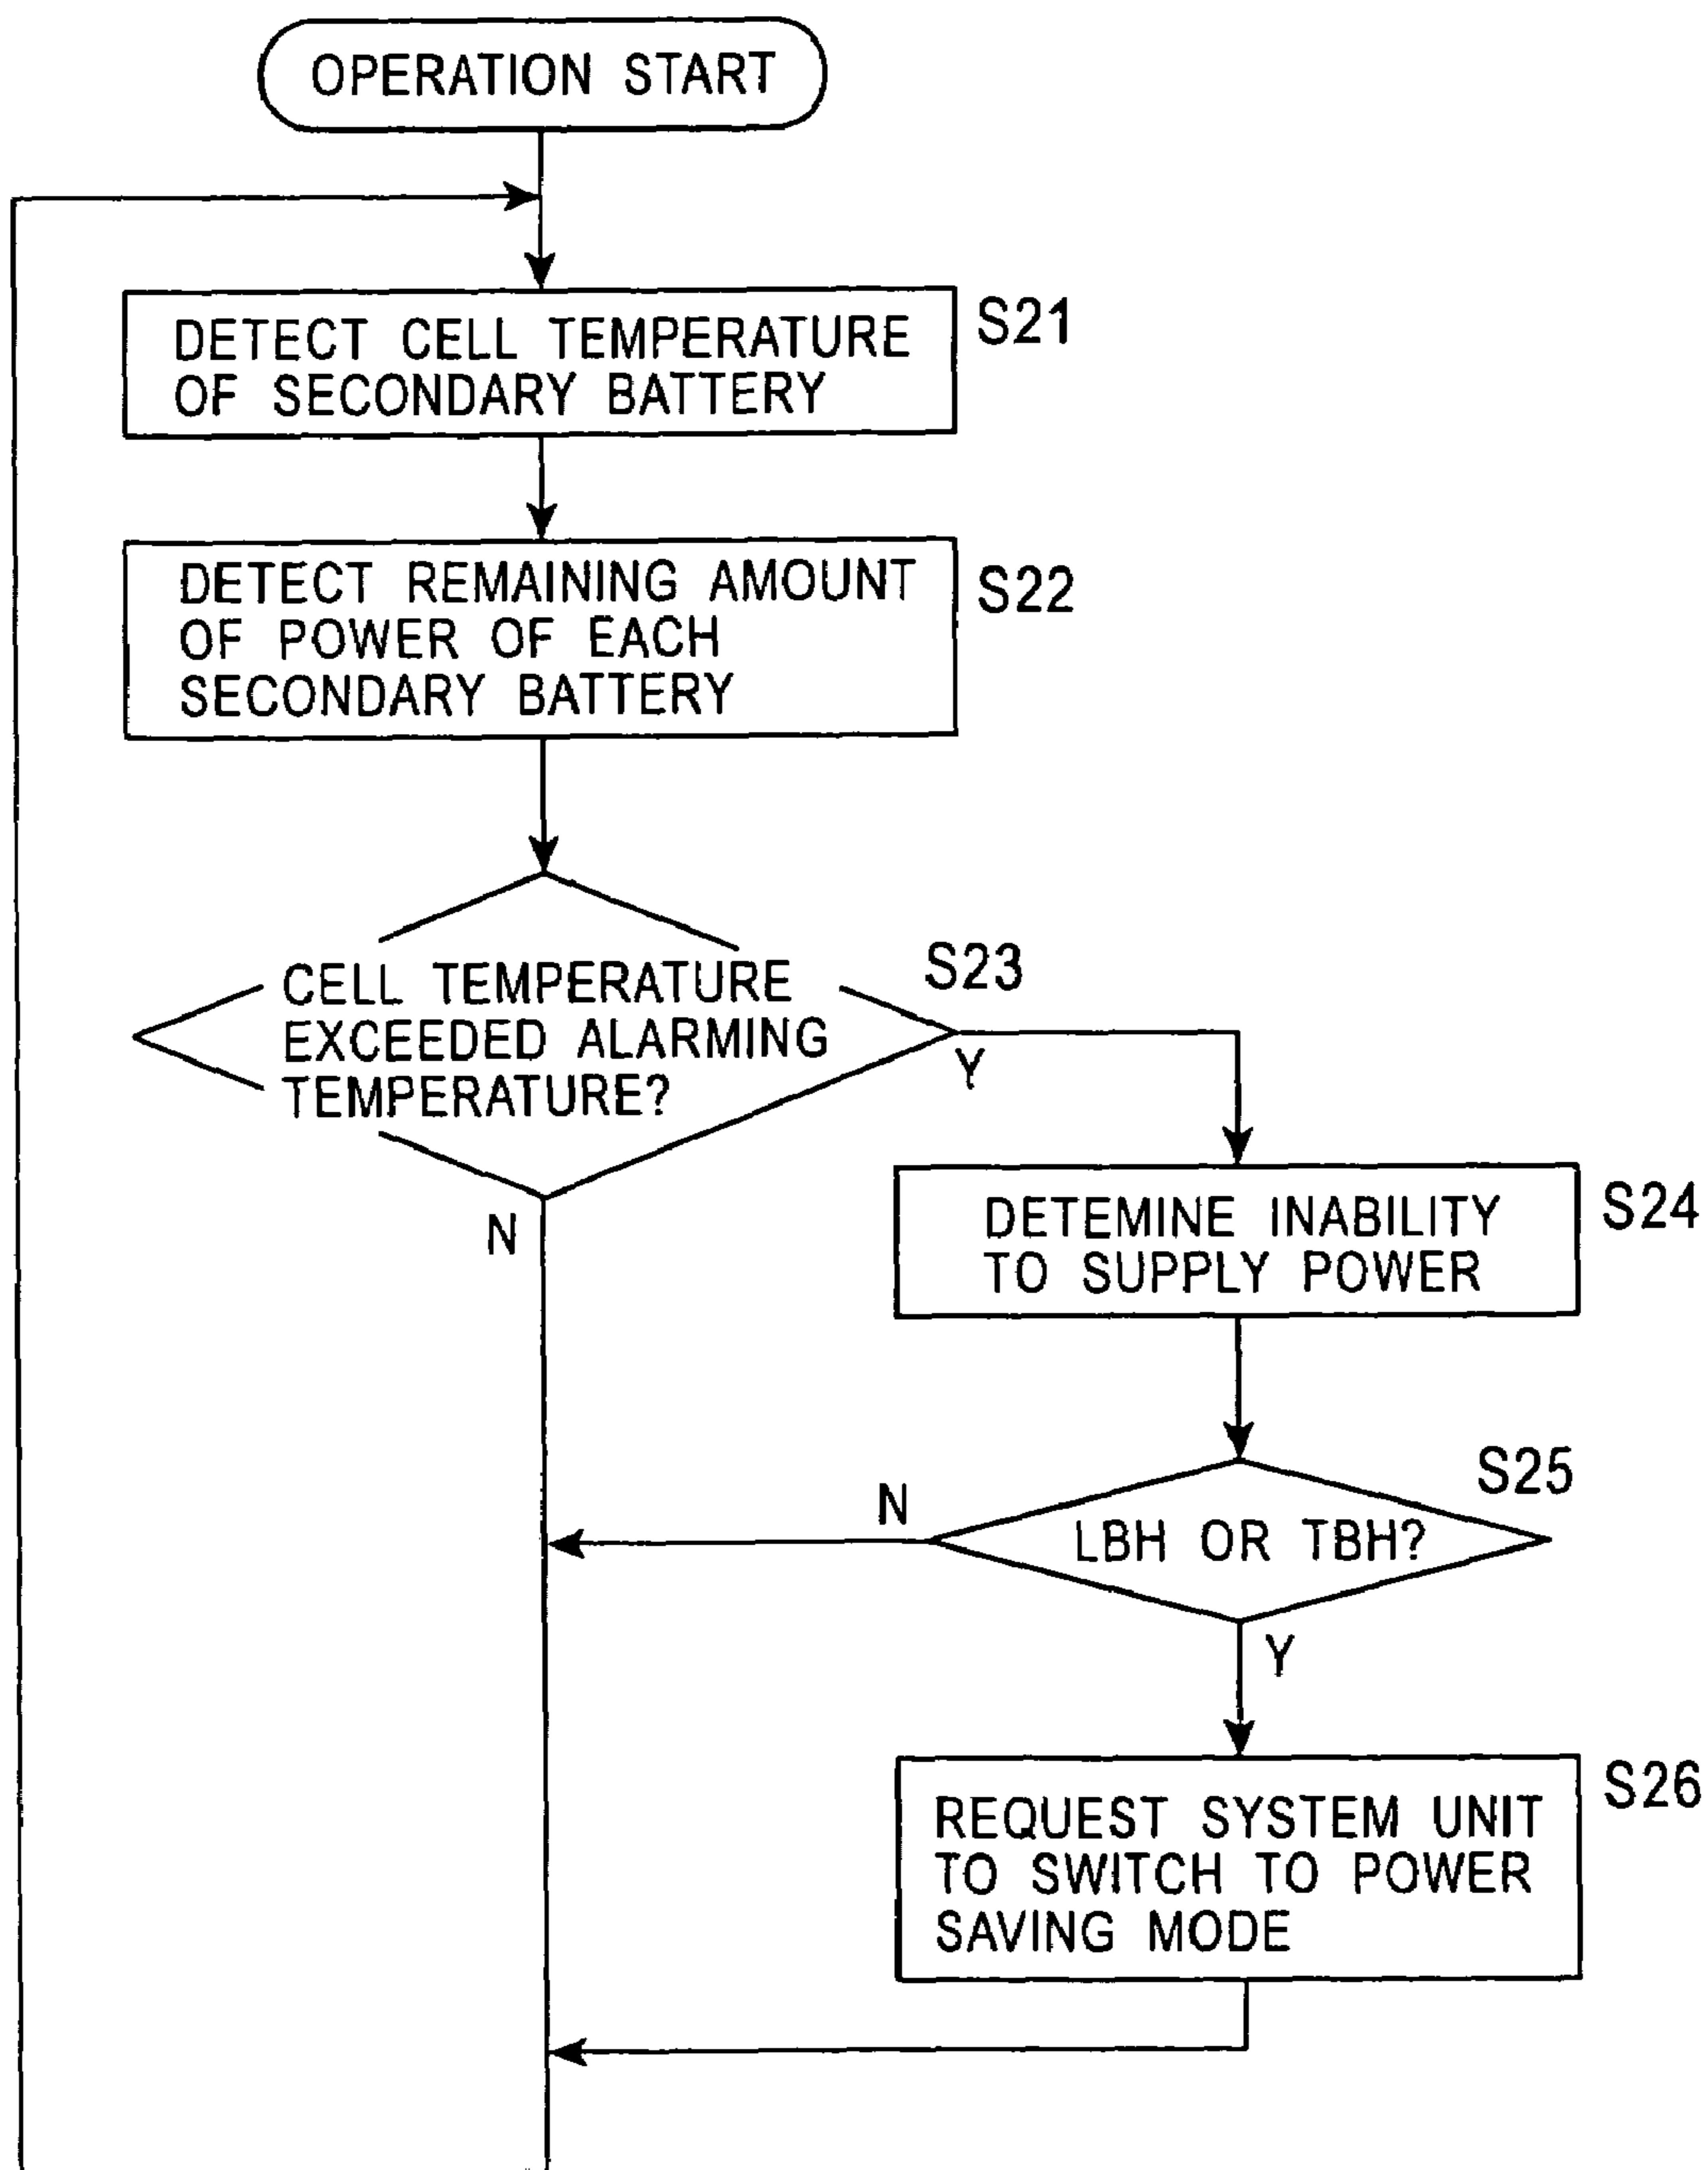 OPERATION START
DETECT CELL TEMPERATURE
OF SECONDARY BATTERY
S21
DETECT REMAINING AMOUNT
OF POWER OF EACH
SECONDARY BATTERY
S22
CELL TEMPERATURE
EXCEEDED ALARMING
TEMPERATURE?
S23
Y
N
DETEMINE INABILITY
TO SUPPLY POWER
S24
LBH OR TBH?
S25
N
Y
REQUEST SYSTEM UNIT
TO SWITCH TO POWER
SAVING MODE
S26